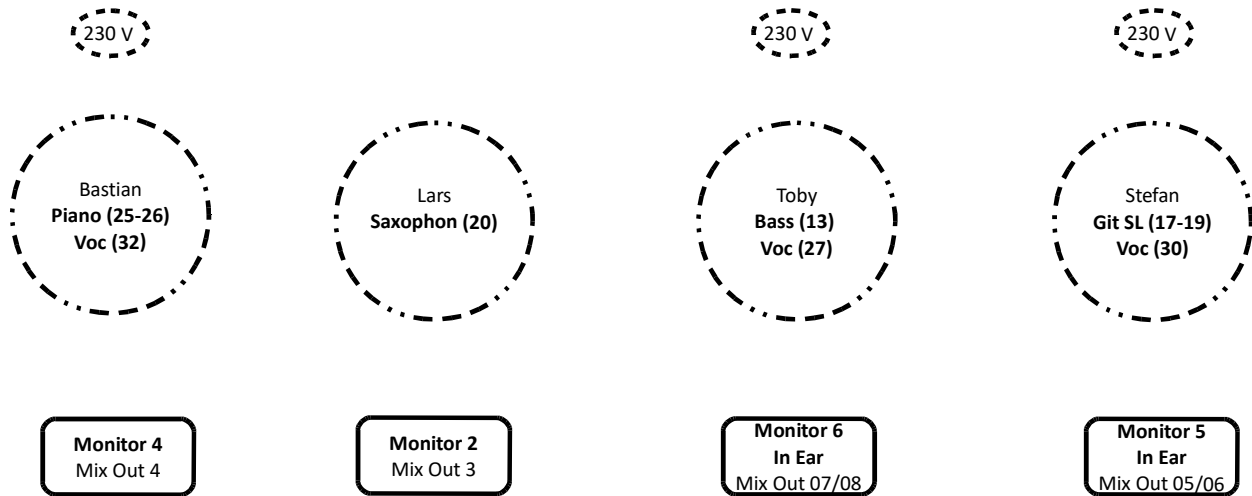 230 V
230 V
230 V
Bastian
Piano (25-26)
Voc (32)
Lars
Saxophon (20)
Toby
Bass (13)
Voc (27)
Stefan
Git SL (17-19)
Voc (30)
Monitor 4
Mix Out 4
Monitor 2
Mix Out 3
Monitor 6
In Ear
Mix Out 07/08
Monitor 5
In Ear
Mix Out 05/06